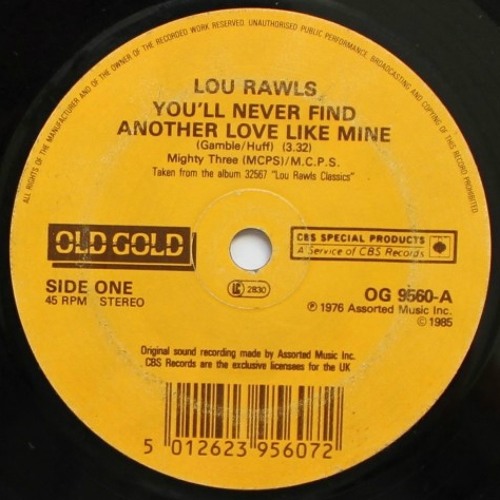 ALL RIGHTS OF THE MANUFACTURER AND OF THE OWNER OF THE RECORDED WORK RESERVED. UNAUTHORISED PUBLIC PERFORMANCE, BROADCASTING AND COPYING OF THIS RECORD PROHIBITED.
LOU RAWLS
YOU'LL NEVER FIND
ANOTHER LOVE LIKE MINE
(Gamble/Huff) (3.32)
Mighty Three (MCPS)/M.C.P.S.
Taken from the album 32567 "Lou Rawls Classics"
OLD GOLD
CBS SPECIAL PRODUCTS
A Service of CBS Records
SIDE ONE
45 RPM STEREO
LC 2830
OG 9560-A
℗ 1976 Assorted Music Inc.
© 1985
Original sound recording made by Assorted Music Inc.
CBS Records are the exclusive licensees for the UK
5 012623 956072